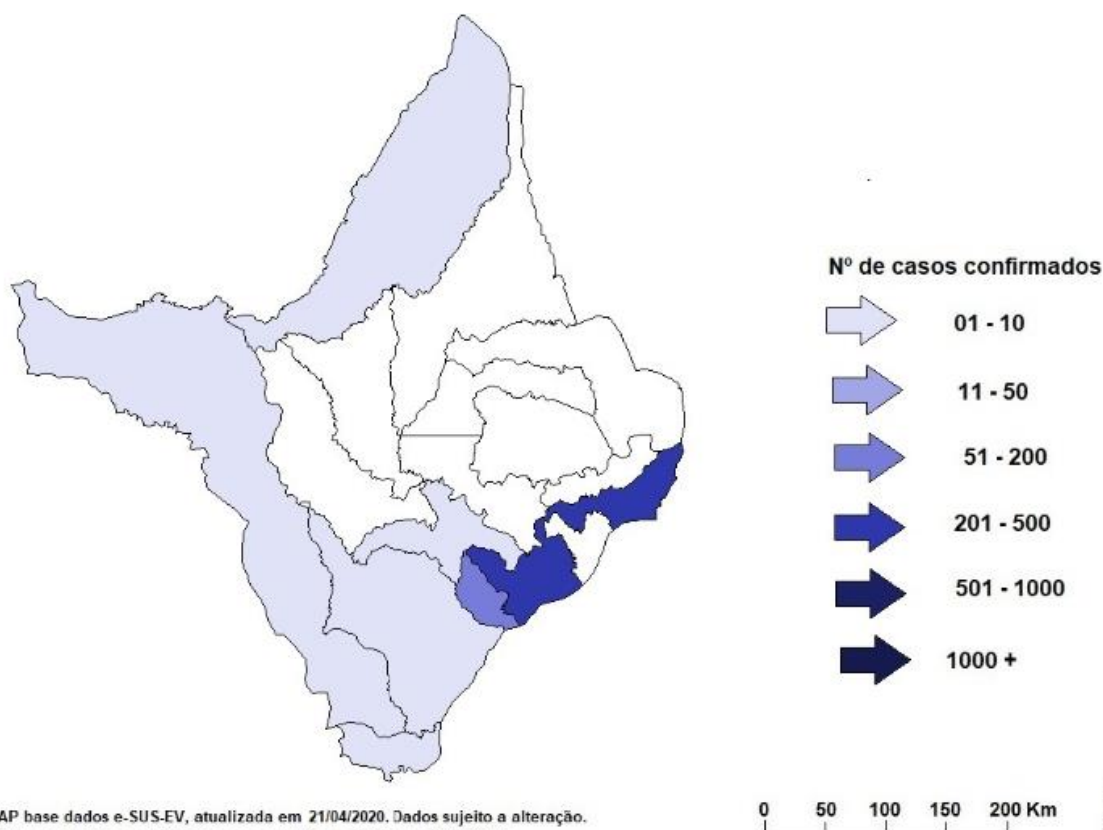 Nº de casos confirmados
01 - 10
11 - 50
51 - 200
201 - 500
501 - 1000
1000 +
AP base dados e-SUS-EV, atualizada em 21/04/2020. Dados sujeito a alteração.
0 50 100 150 200 Km